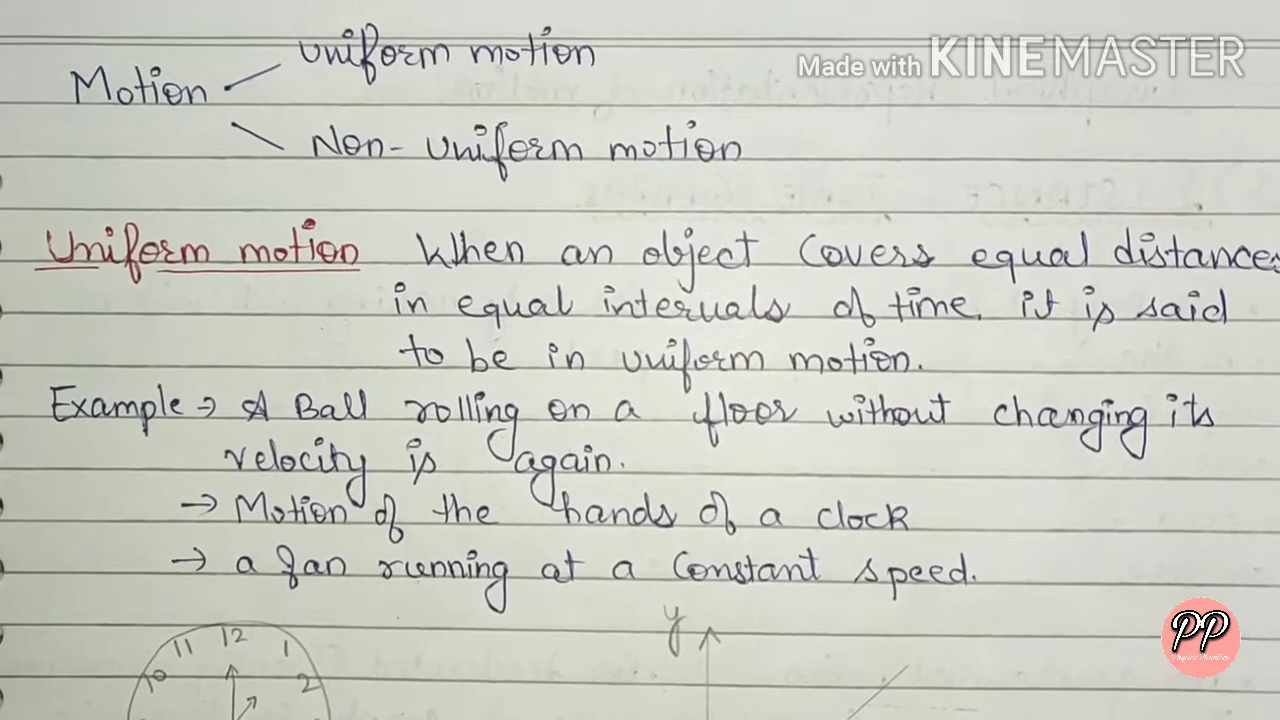 Uniform motion
Made with KINEMASTER
Motion
Non-Uniform motion
Uniform motion When an object Covers equal distances
in equal intervals of time, it is said
to be in uniform motion.
Example → A Ball rolling on a floor without changing its
velocity is again.
→ Motion of the hands of a clock
→ a fan running at a Constant speed.
y
12
11 1
10 2
PP